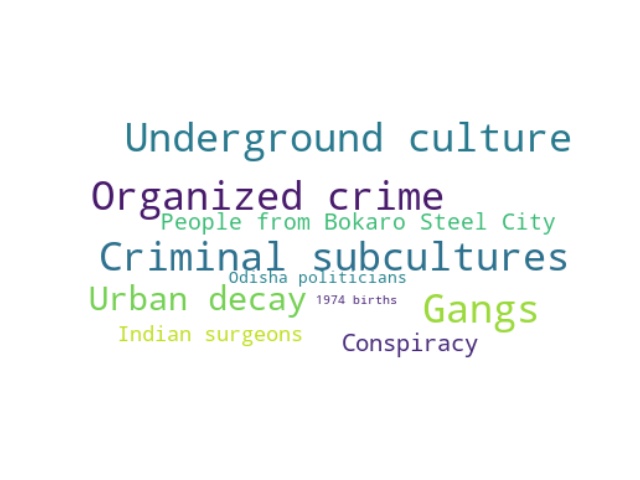 Underground culture
Organized crime
People from Bokaro Steel City
Criminal subcultures
Odisha politicians
Urban decay
1974 births
Gangs
Indian surgeons
Conspiracy